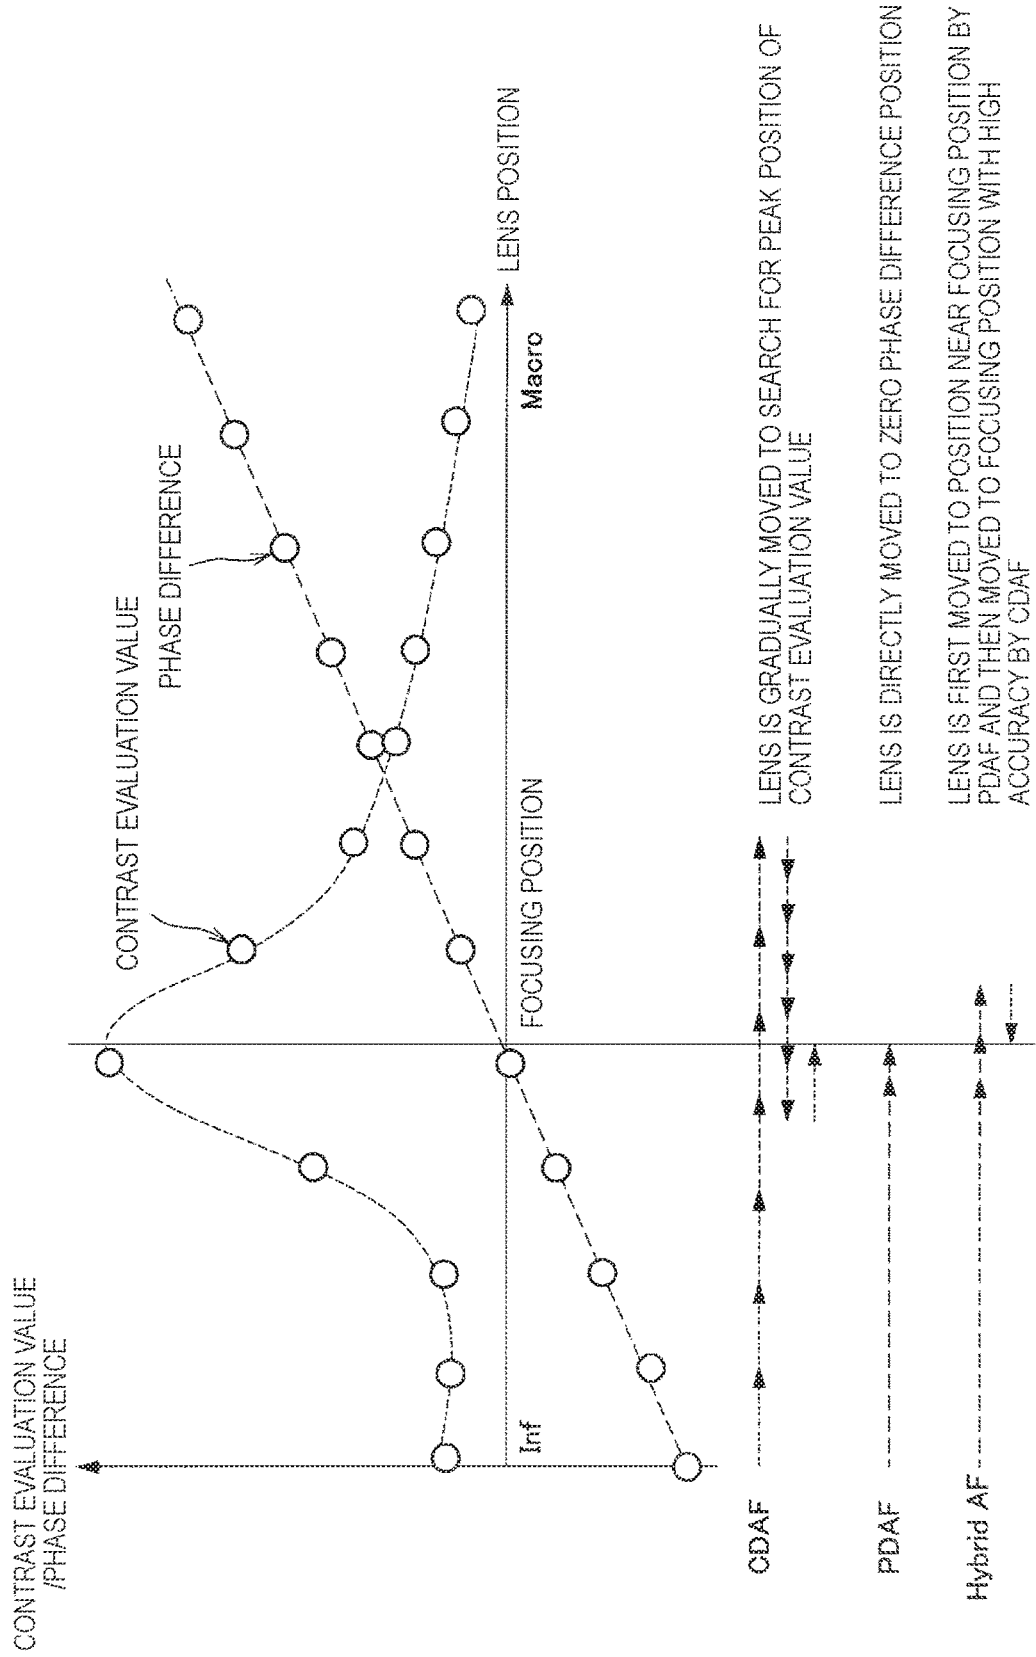 CONTRAST EVALUATION VALUE
/PHASE DIFFERENCE
CONTRAST EVALUATION VALUE
PHASE DIFFERENCE
LENS POSITION
Inf
FOCUSING POSITION
Macro
CDAF
LENS IS GRADUALLY MOVED TO SEARCH FOR PEAK POSITION OF
CONTRAST EVALUATION VALUE
PDAF
LENS IS DIRECTLY MOVED TO ZERO PHASE DIFFERENCE POSITION
Hybrid AF
LENS IS FIRST MOVED TO POSITION NEAR FOCUSING POSITION BY
PDAF AND THEN MOVED TO FOCUSING POSITION WITH HIGH
ACCURACY BY CDAF